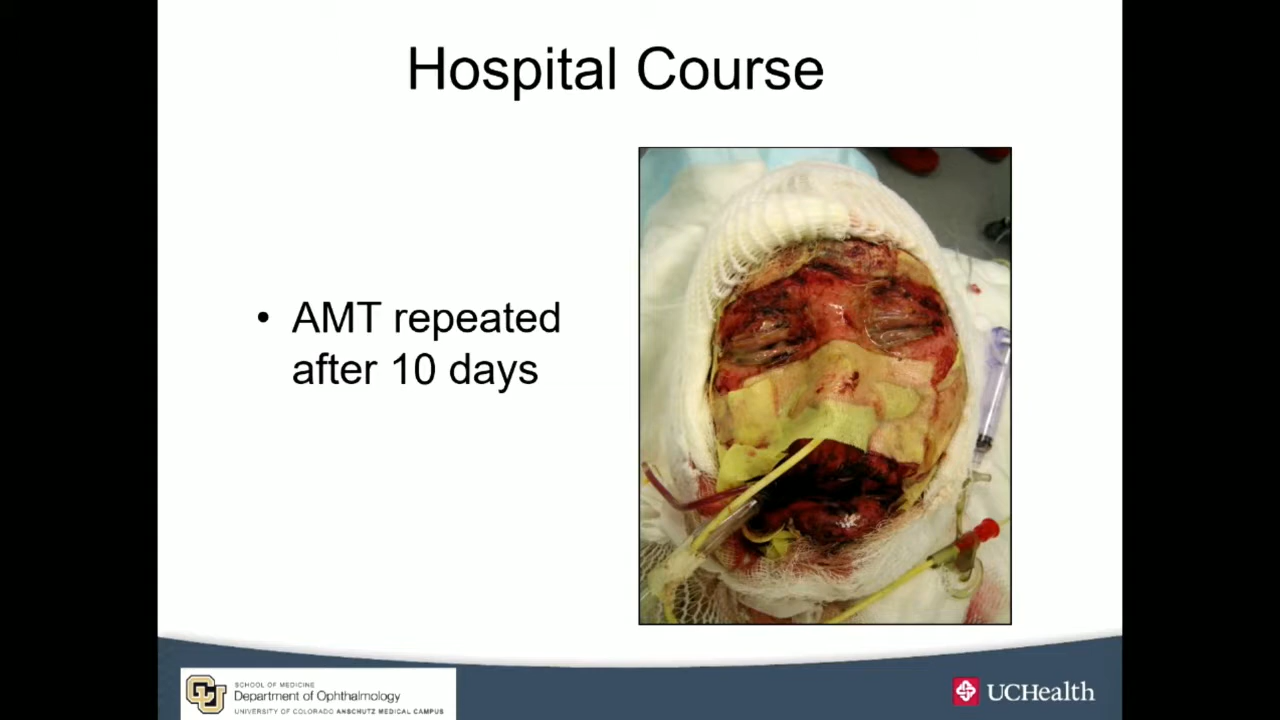 Hospital Course
• AMT repeated
after 10 days
SCHOOL OF MEDICINE
Department of Ophthalmology
UNIVERSITY OF COLORADO ANSCHUTZ MEDICAL CAMPUS
UCHealth